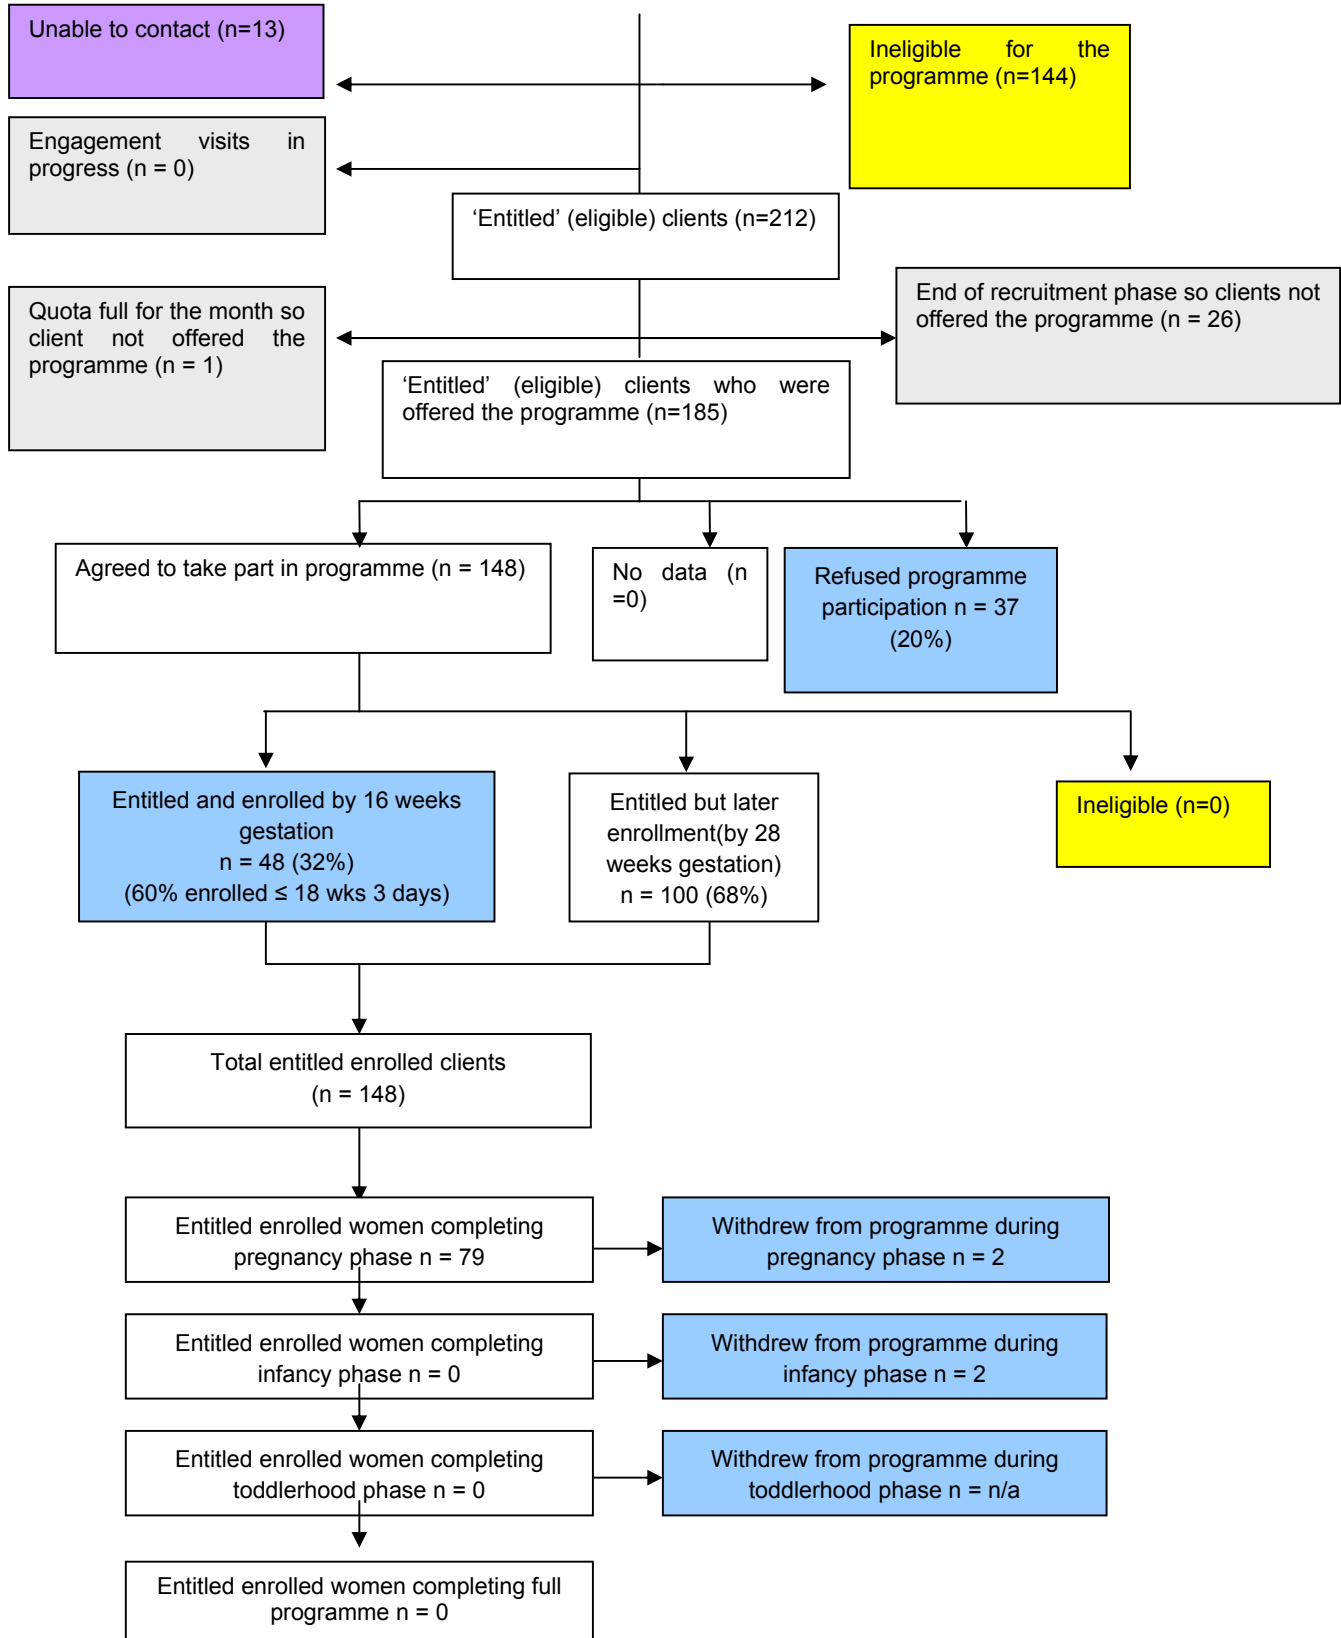 Unable to contact (n=13)
Ineligible for the
programme (n=144)
Engagement visits in
progress (n = 0)
‘Entitled’ (eligible) clients (n=212)
Quota full for the month so
client not offered the
programme (n = 1)
End of recruitment phase so clients not
offered the programme (n = 26)
‘Entitled’ (eligible) clients who were
offered the programme (n=185)
Agreed to take part in programme (n = 148)
No data (n
=0)
Refused programme
participation n = 37
(20%)
Entitled and enrolled by 16 weeks
gestation
n = 48 (32%)
(60% enrolled ≤ 18 wks 3 days)
Entitled but later
enrollment(by 28
weeks gestation)
n = 100 (68%)
Ineligible (n=0)
Total entitled enrolled clients
(n = 148)
Entitled enrolled women completing
pregnancy phase n = 79
Withdrew from programme during
pregnancy phase n = 2
Entitled enrolled women completing
infancy phase n = 0
Withdrew from programme during
infancy phase n = 2
Entitled enrolled women completing
toddlerhood phase n = 0
Withdrew from programme during
toddlerhood phase n = n/a
Entitled enrolled women completing full
programme n = 0